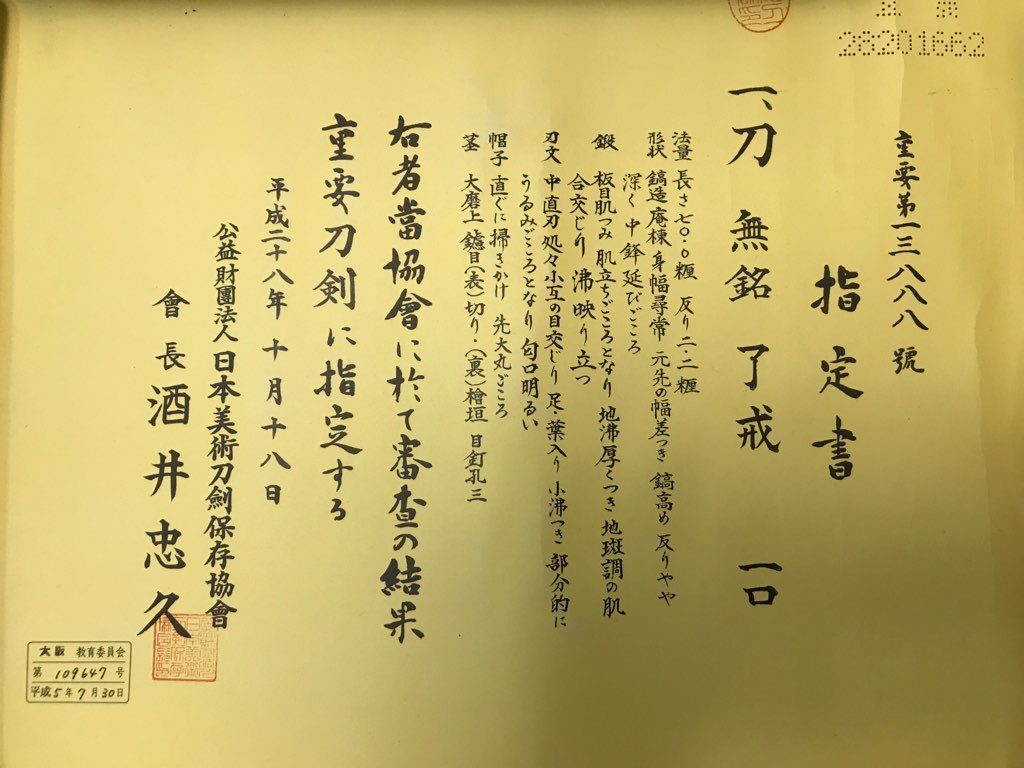 28201662
重要第一三八八八號
指定書
一、刀 無銘 了戒 一口
法量 長さ七〇・〇糎 反り二・二糎
形状 鎬造 庵棟 身幅尋常 元先の幅差つき 鎬高め 反りやや
深く 中鋒延びごころ
鍛 板目肌つみ 肌立ちごころとなり 地沸厚くつき 地斑調の肌
合交じり 沸映り立つ
刃文 中直刃処々小互の目交じり 足・葉入り 小沸つき 部分的に
うるみごころとなり 匂口明るい
帽子 直ぐに掃きかけ 先大丸ごころ
茎 大磨上 鑢目(表)切り・(裏)檜垣 目釘孔三
右者當協會に於て審査の結果
重要刀剣に指定する
平成二十八年十月十八日
公益財團法人日本美術刀劍保存協會
會長 酒井忠久
大阪 教育委員会
第 109647 号
平成5年7月30日